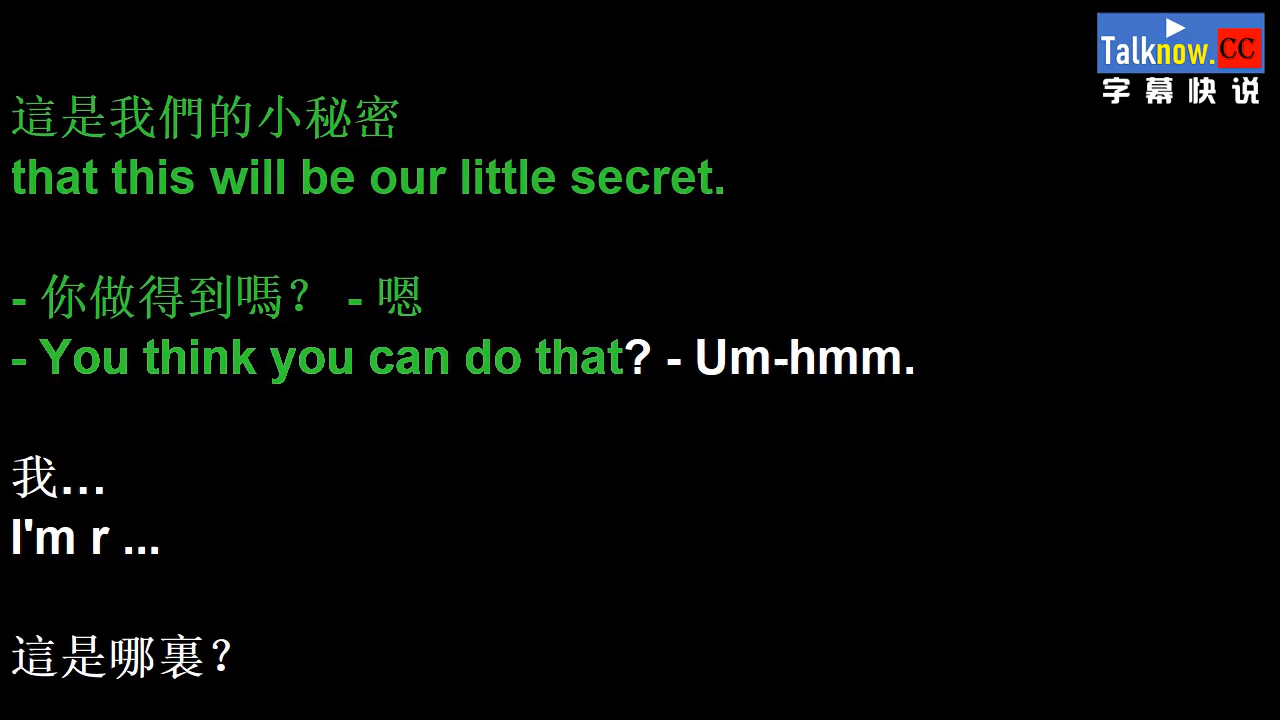 Talknow.CC
字幕快说
這是我們的小秘密
that this will be our little secret.
- 你做得到嗎？ - 嗯
- You think you can do that? - Um-hmm.
我…
I'm r ...
這是哪裏？